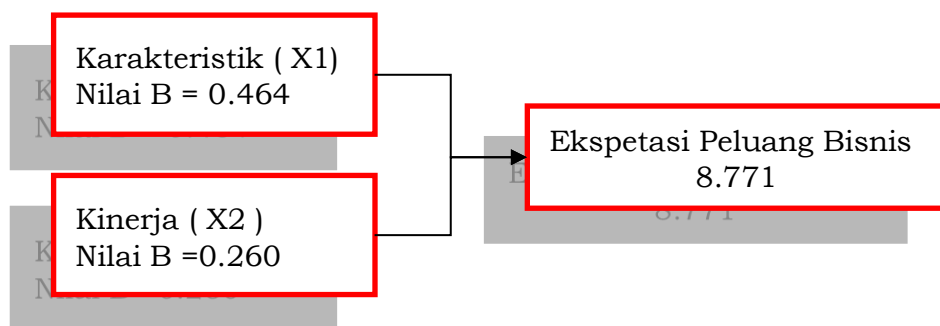 Karakteristik ( X1)
Nilai B = 0.464
Ekspetasi Peluang Bisnis
8.771
Kinerja ( X2 )
Nilai B =0.260